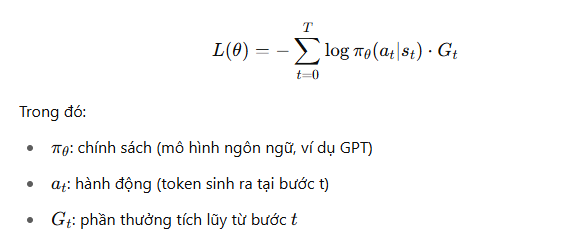 L(θ) = − ∑_{t=0}^{T} log π_θ(a_t|s_t) · G_t
Trong đó:
• π_θ: chính sách (mô hình ngôn ngữ, ví dụ GPT)
• a_t: hành động (token sinh ra tại bước t)
• G_t: phần thưởng tích lũy từ bước t